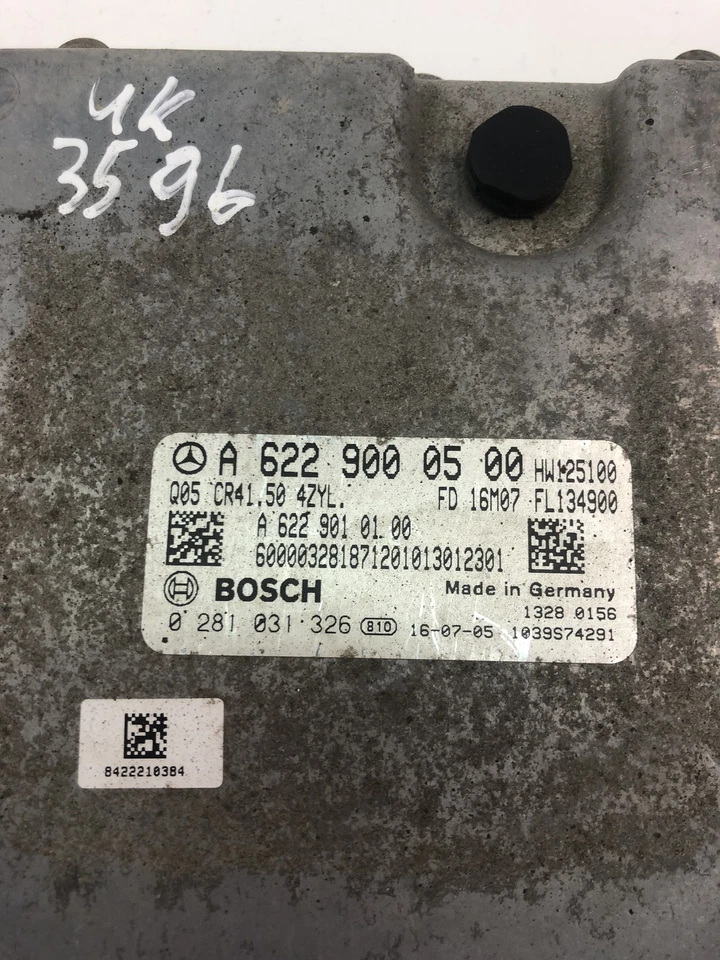 UK
3596
A 622 900 05 00 HW125100
Q05 CR41.50 4ZYL. FD 16M07 FL134900
A 622 901 01 00
600003281871201013012301
BOSCH Made in Germany
1328 0156
0 281 031 326 810 16-07-05 1039S74291
8422210384